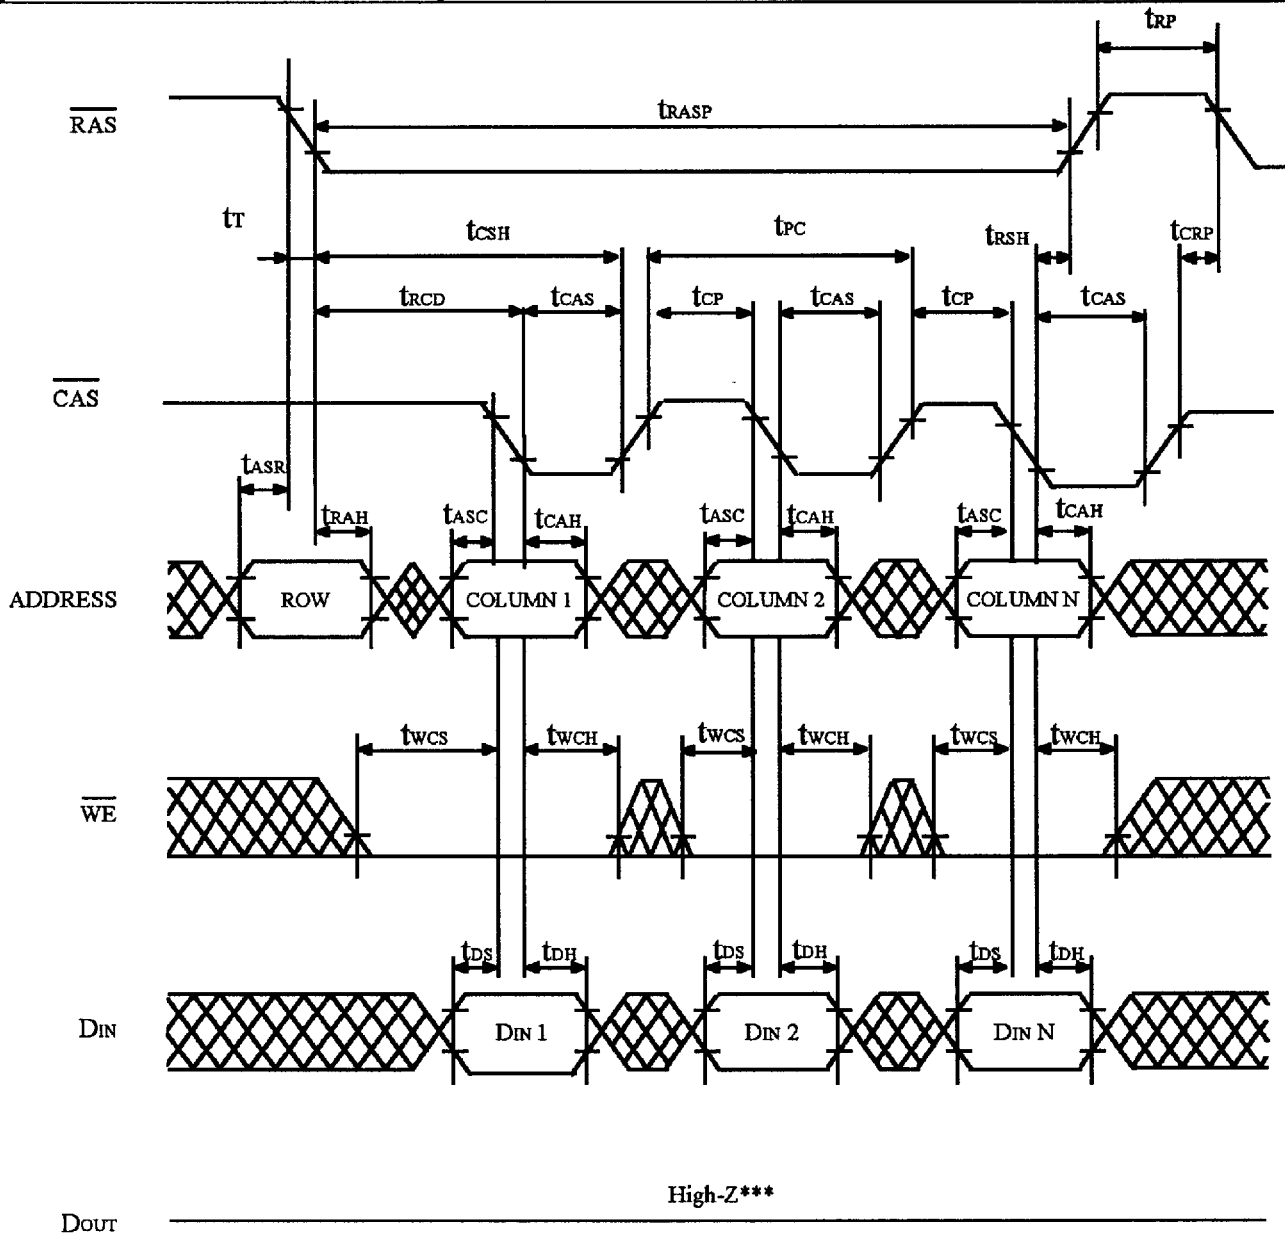 tRP
RAS
tRASP
tT
tCSH
tPC
tRSH
tCRP
tRCD
tCAS
tCP
tCAS
tCP
tCAS
CAS
tASR
tRAH
tASC
tCAH
tASC
tCAH
tASC
tCAH
ADDRESS
ROW
COLUMN 1
COLUMN 2
COLUMN N
tWCS
tWCH
tWCS
tWCH
tWCS
tWCH
WE
tDS
tDH
tDS
tDH
tDS
tDH
DIN
DIN 1
DIN 2
DIN N
High-Z***
DOUT